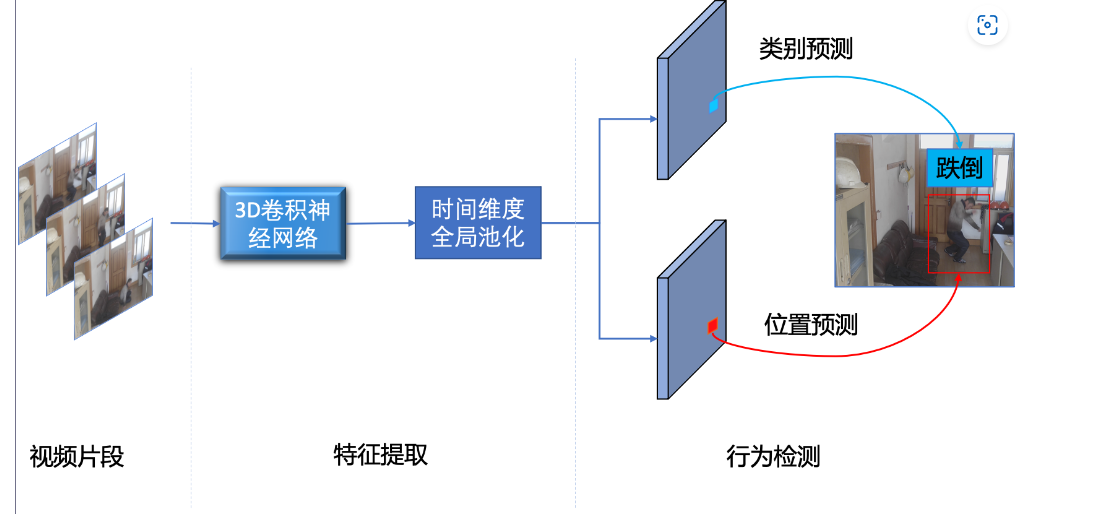 类别预测
跌倒
3D卷积神
经网络
时间维度
全局池化
位置预测
视频片段
特征提取
行为检测